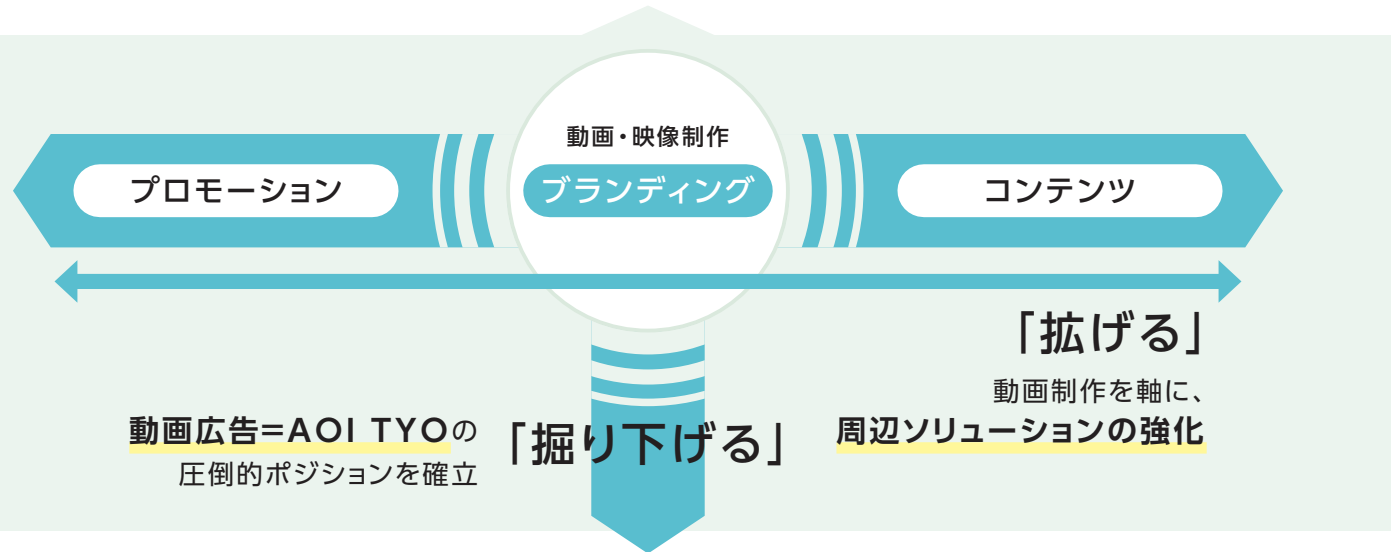 動画・映像制作
プロモーション
ブランディング
コンテンツ
「拡げる」
動画制作を軸に、
周辺ソリューションの強化
動画広告=AOI TYOの
圧倒的ポジションを確立
「掘り下げる」